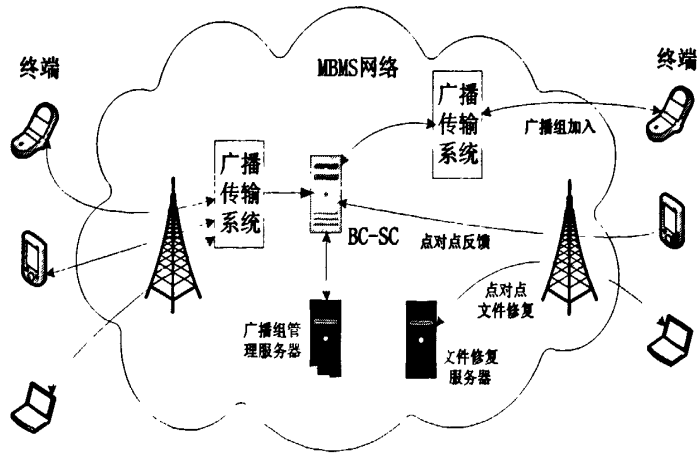 终端
MBMS网络
终端
广播
传输
系统
广播组加入
广播
传输
系统
BC-SC
点对点反馈
点对点
文件修复
广播组管
理服务器
文件修复
服务器